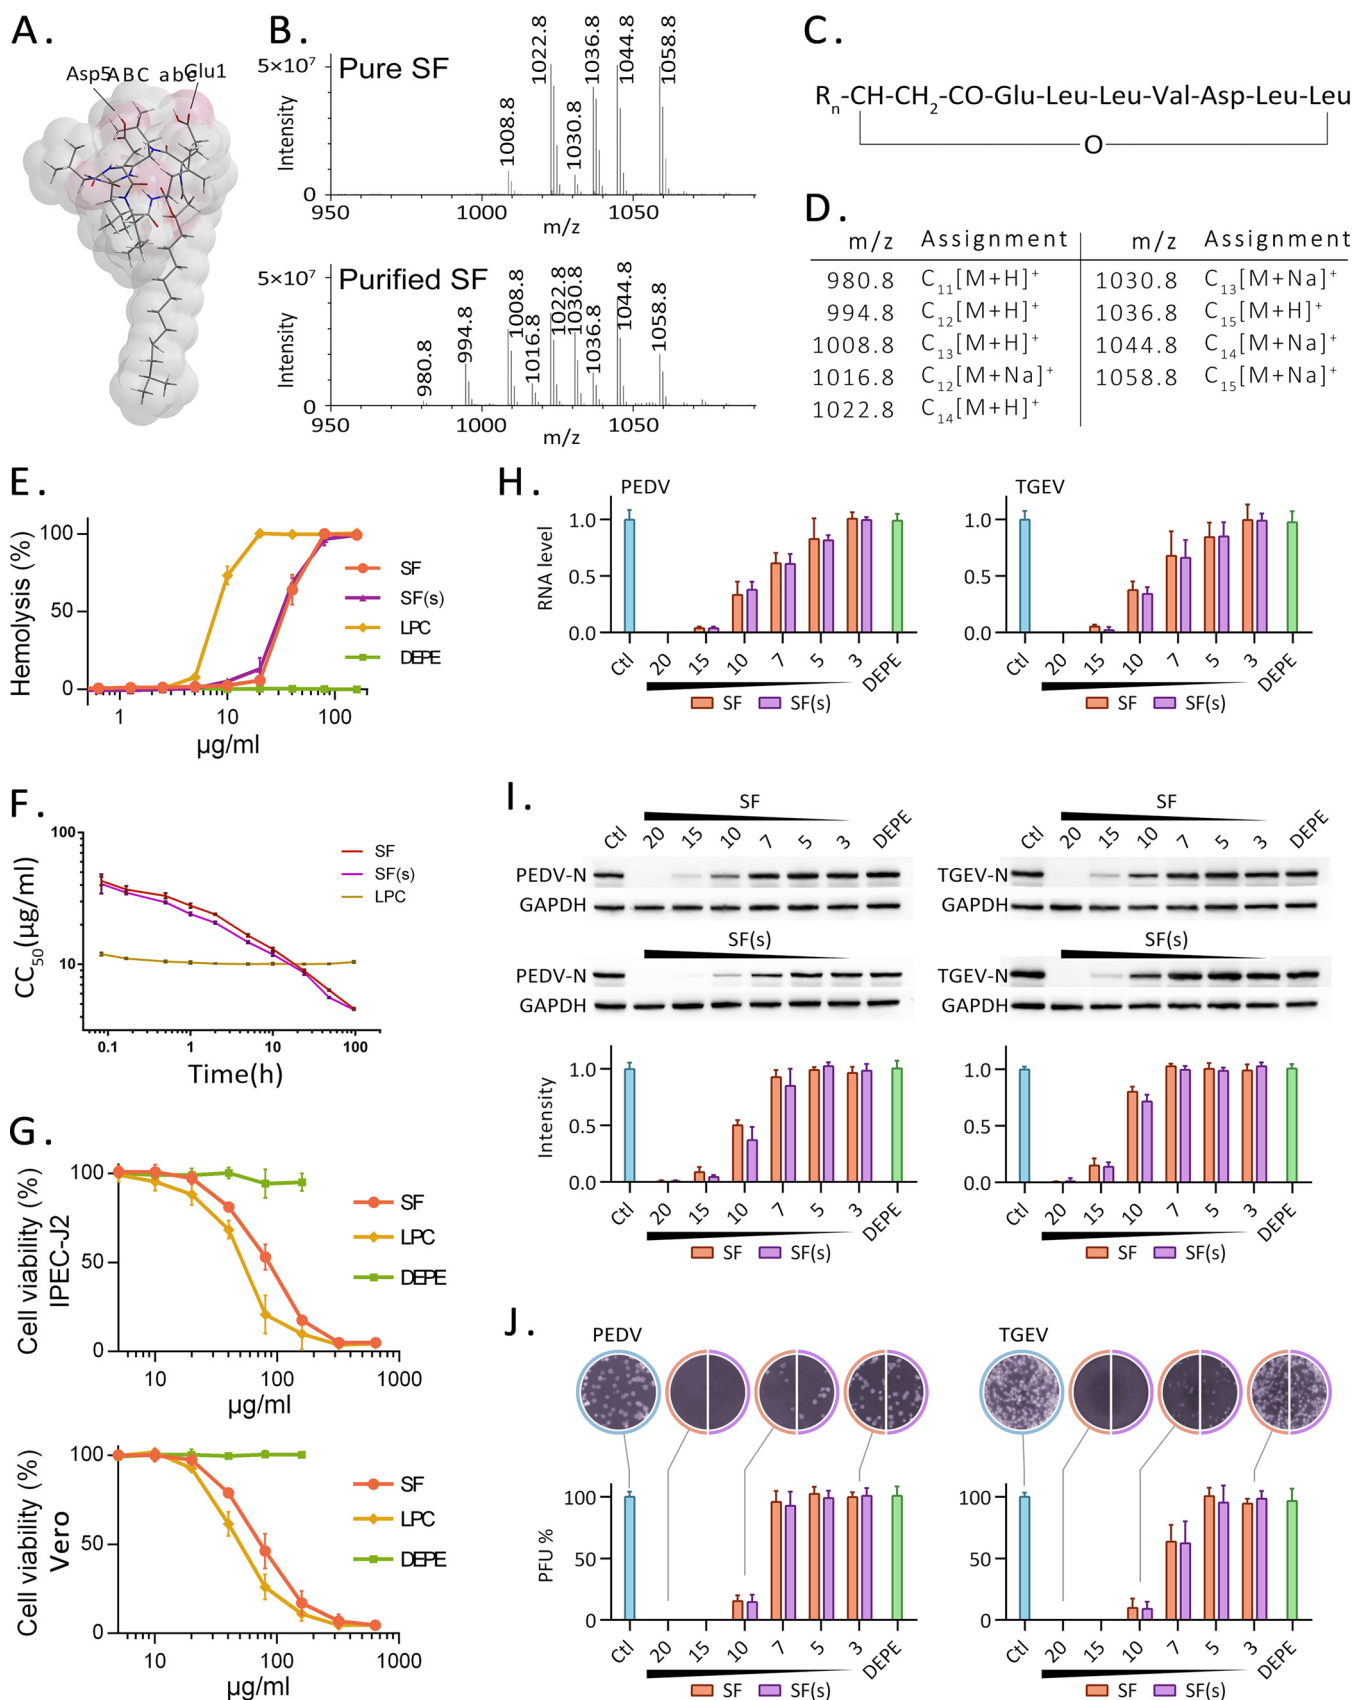 A.
Asp5 ABC abc Glu1
B.
Pure SF
Intensity
5×10⁷
0
1008.8
1022.8
1030.8
1036.8
1044.8
1058.8
950 1000 1050
m/z
Purified SF
Intensity
5×10⁷
0
980.8
994.8
1008.8
1016.8
1022.8
1030.8
1036.8
1044.8
1058.8
950 1000 1050
m/z
C.
Rₙ-CH-CH₂-CO-Glu-Leu-Leu-Val-Asp-Leu-Leu
O
D.
m/z Assignment m/z Assignment
980.8 C₁₁[M+H]⁺ 1030.8 C₁₃[M+Na]⁺
994.8 C₁₂[M+H]⁺ 1036.8 C₁₅[M+H]⁺
1008.8 C₁₃[M+H]⁺ 1044.8 C₁₄[M+Na]⁺
1016.8 C₁₂[M+Na]⁺ 1058.8 C₁₅[M+Na]⁺
1022.8 C₁₄[M+H]⁺
E.
Hemolysis (%)
100
50
0
1 10 100
µg/ml
SF
SF(s)
LPC
DEPE
F.
CC₅₀(µg/ml)
100
10
0.1 1 10 100
Time(h)
SF
SF(s)
LPC
G.
Cell viability (%)
IPEC-J2
100
50
0
10 100 1000
µg/ml
SF
LPC
DEPE
Cell viability (%)
Vero
100
50
0
10 100 1000
µg/ml
SF
LPC
DEPE
H.
PEDV
RNA level
1.0
0.5
0.0
Ctl 20 15 10 7 5 3 DEPE
SF SF(s)
TGEV
1.0
0.5
0.0
Ctl 20 15 10 7 5 3 DEPE
SF SF(s)
I.
SF
Ctl 20 15 10 7 5 3 DEPE
PEDV-N
GAPDH
SF(s)
PEDV-N
GAPDH
SF
Ctl 20 15 10 7 5 3 DEPE
TGEV-N
GAPDH
SF(s)
TGEV-N
GAPDH
Intensity
1.0
0.5
0.0
Ctl 20 15 10 7 5 3 DEPE
SF SF(s)
1.0
0.5
0.0
Ctl 20 15 10 7 5 3 DEPE
SF SF(s)
J.
PEDV
PFU %
100
50
0
Ctl 20 15 10 7 5 3 DEPE
SF SF(s)
TGEV
100
50
0
Ctl 20 15 10 7 5 3 DEPE
SF SF(s)